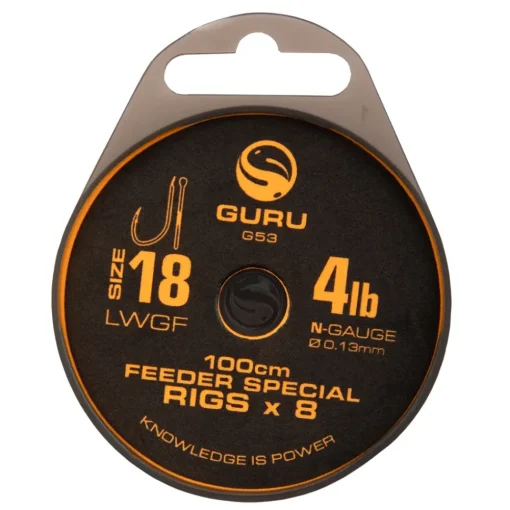 GURU
G53
SIZE 18
LWGF
4lb
N-GAUGE
Ø 0.13mm
100cm
FEEDER SPECIAL
RIGS x 8
KNOWLEDGE IS POWER